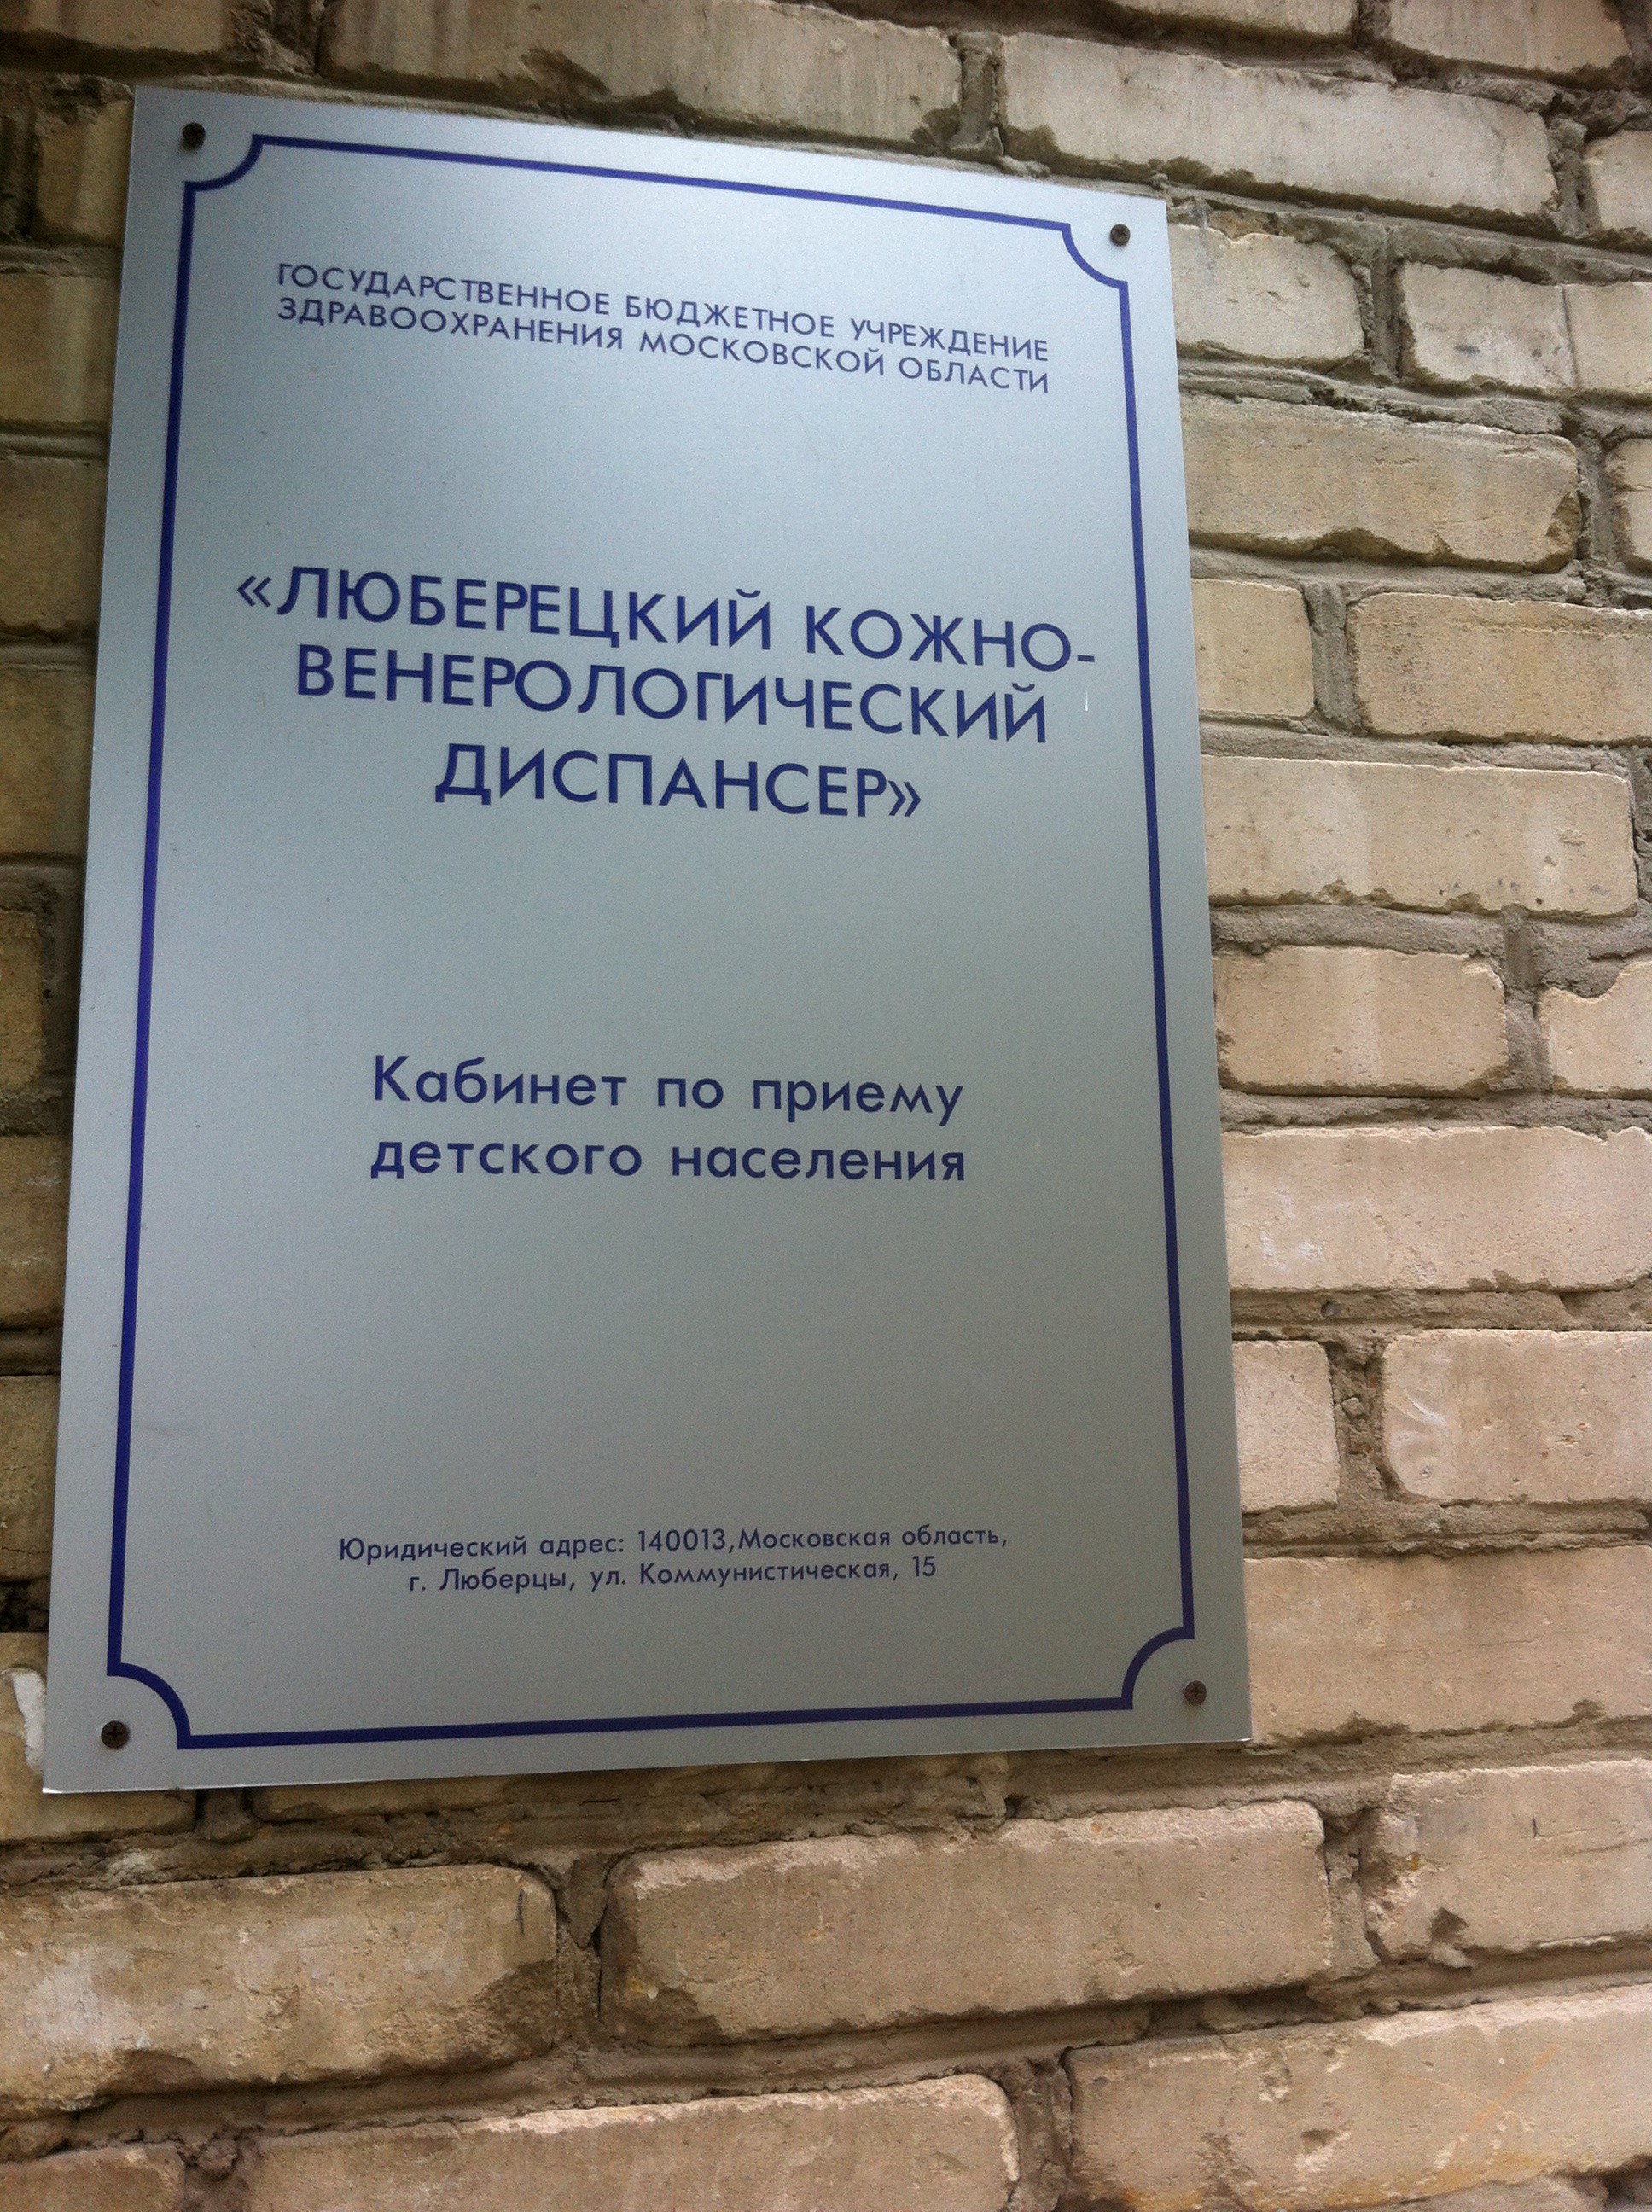 ГОСУДАРСТВЕННОЕ БЮДЖЕТНОЕ УЧРЕЖДЕНИЕ
ЗДРАВООХРАНЕНИЯ МОСКОВСКОЙ ОБЛАСТИ
«ЛЮБЕРЕЦКИЙ КОЖНО-
ВЕНЕРОЛОГИЧЕСКИЙ
ДИСПАНСЕР»
Кабинет по приему
детского населения
Юридический адрес: 140013,Московская область,
г. Люберцы, ул. Коммунистическая, 15